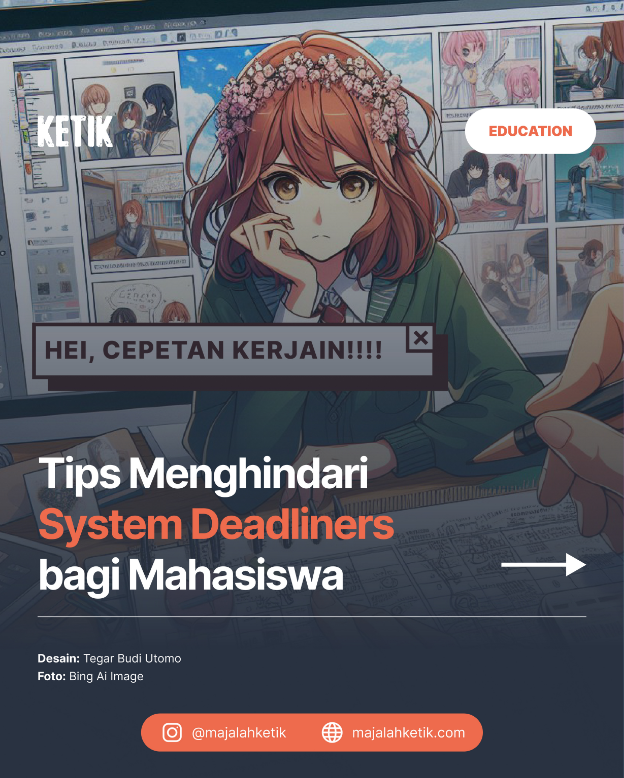 KETIK
EDUCATION
HEI, CEPETAN KERJAIN!!!!
Tips Menghindari
System Deadliners
bagi Mahasiswa
Desain: Tegar Budi Utomo
Foto: Bing Ai Image
@majalahketik
majalahketik.com